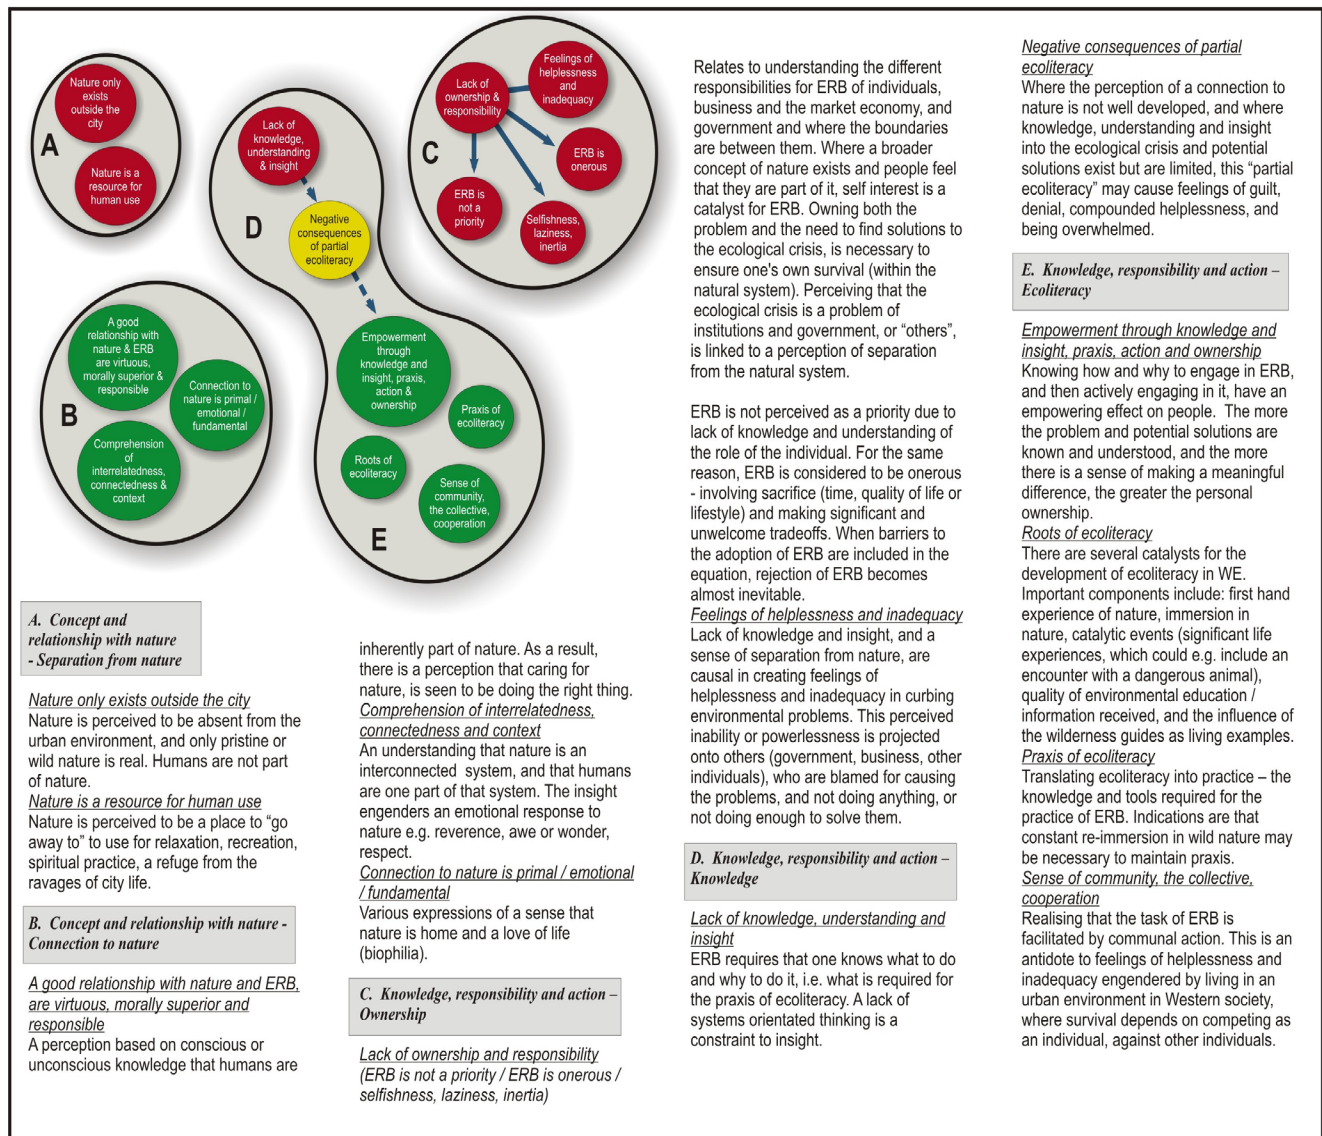 Nature only
exists
outside the
city
A
Nature is a
resource for
human use
Lack of
knowledge,
understanding
& insight
D
Negative
consequences
of partial
ecoliteracy
Lack of
ownership &
responsibility
Feelings of
helplessness
and
inadequacy
C
ERB is
onerous
ERB is
not a
priority
Selfishness,
laziness,
inertia
A good
relationship with
nature & ERB
are virtuous,
morally superior &
responsible
Connection to
nature is primal /
emotional /
fundamental
B
Comprehension
of
interrelatedness,
connectedness &
context
Empowerment
through
knowledge and
insight, praxis,
action &
ownership
Praxis of
ecoliteracy
Roots of
ecoliteracy
Sense of
community,
the collective,
cooperation
E
A. Concept and
relationship with nature
- Separation from nature
Nature only exists outside the city
Nature is perceived to be absent from the
urban environment, and only pristine or
wild nature is real. Humans are not part
of nature.
Nature is a resource for human use
Nature is perceived to be a place to “go
away to” to use for relaxation, recreation,
spiritual practice, a refuge from the
ravages of city life.
B. Concept and relationship with nature -
Connection to nature
A good relationship with nature and ERB,
are virtuous, morally superior and
responsible
A perception based on conscious or
unconscious knowledge that humans are
inherently part of nature. As a result,
there is a perception that caring for
nature, is seen to be doing the right thing.
Comprehension of interrelatedness,
connectedness and context
An understanding that nature is an
interconnected system, and that humans
are one part of that system. The insight
engenders an emotional response to
nature e.g. reverence, awe or wonder,
respect.
Connection to nature is primal / emotional
/ fundamental
Various expressions of a sense that
nature is home and a love of life
(biophilia).
C. Knowledge, responsibility and action –
Ownership
Lack of ownership and responsibility
(ERB is not a priority / ERB is onerous /
selfishness, laziness, inertia)
Relates to understanding the different
responsibilities for ERB of individuals,
business and the market economy, and
government and where the boundaries
are between them. Where a broader
concept of nature exists and people feel
that they are part of it, self interest is a
catalyst for ERB. Owning both the
problem and the need to find solutions to
the ecological crisis, is necessary to
ensure one's own survival (within the
natural system). Perceiving that the
ecological crisis is a problem of
institutions and government, or “others”,
is linked to a perception of separation
from the natural system.
ERB is not perceived as a priority due to
lack of knowledge and understanding of
the role of the individual. For the same
reason, ERB is considered to be onerous
- involving sacrifice (time, quality of life or
lifestyle) and making significant and
unwelcome tradeoffs. When barriers to
the adoption of ERB are included in the
equation, rejection of ERB becomes
almost inevitable.
Feelings of helplessness and inadequacy
Lack of knowledge and insight, and a
sense of separation from nature, are
causal in creating feelings of
helplessness and inadequacy in curbing
environmental problems. This perceived
inability or powerlessness is projected
onto others (government, business, other
individuals), who are blamed for causing
the problems, and not doing anything, or
not doing enough to solve them.
D. Knowledge, responsibility and action –
Knowledge
Lack of knowledge, understanding and
insight
ERB requires that one knows what to do
and why to do it, i.e. what is required for
the praxis of ecoliteracy. A lack of
systems orientated thinking is a
constraint to insight.
Negative consequences of partial
ecoliteracy
Where the perception of a connection to
nature is not well developed, and where
knowledge, understanding and insight
into the ecological crisis and potential
solutions exist but are limited, this “partial
ecoliteracy” may cause feelings of guilt,
denial, compounded helplessness, and
being overwhelmed.
E. Knowledge, responsibility and action –
Ecoliteracy
Empowerment through knowledge and
insight, praxis, action and ownership
Knowing how and why to engage in ERB,
and then actively engaging in it, have an
empowering effect on people. The more
the problem and potential solutions are
known and understood, and the more
there is a sense of making a meaningful
difference, the greater the personal
ownership.
Roots of ecoliteracy
There are several catalysts for the
development of ecoliteracy in WE.
Important components include: first hand
experience of nature, immersion in
nature, catalytic events (significant life
experiences, which could e.g. include an
encounter with a dangerous animal),
quality of environmental education /
information received, and the influence of
the wilderness guides as living examples.
Praxis of ecoliteracy
Translating ecoliteracy into practice – the
knowledge and tools required for the
practice of ERB. Indications are that
constant re-immersion in wild nature may
be necessary to maintain praxis.
Sense of community, the collective,
cooperation
Realising that the task of ERB is
facilitated by communal action. This is an
antidote to feelings of helplessness and
inadequacy engendered by living in an
urban environment in Western society,
where survival depends on competing as
an individual, against other individuals.